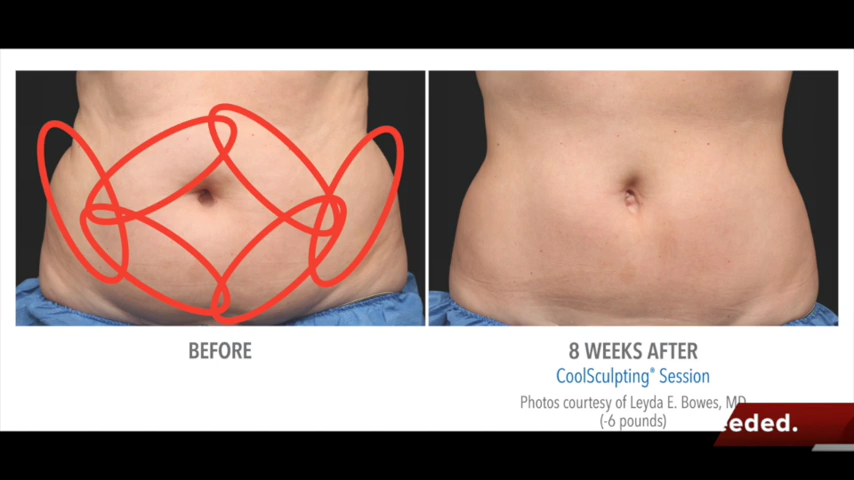 BEFORE
8 WEEKS AFTER
CoolSculpting® Session
Photos courtesy of Leyda E. Bowes, MD
(-6 pounds)
eded.